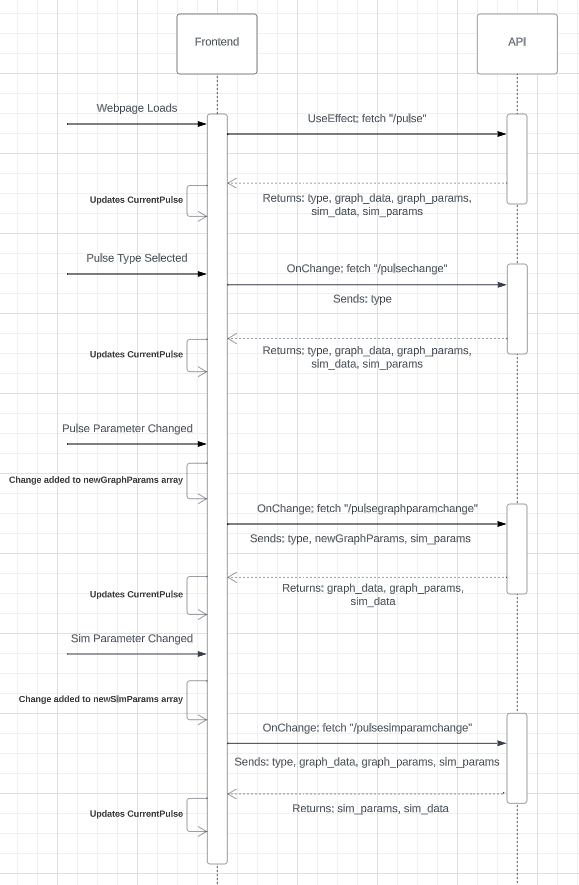 Frontend
API
Webpage Loads
UseEffect; fetch "/pulse"
Returns: type, graph_data, graph_params,
sim_data, sim_params
Updates CurrentPulse
Pulse Type Selected
OnChange; fetch "/pulsechange"
Sends: type
Returns: type, graph_data, graph_params,
sim_data, sim_params
Updates CurrentPulse
Pulse Parameter Changed
Change added to newGraphParams array
OnChange; fetch "/pulsegraphparamchange"
Sends: type, newGraphParams, sim_params
Returns: graph_data, graph_params,
sim_data
Updates CurrentPulse
Sim Parameter Changed
Change added to newSimParams array
OnChange; fetch "/pulsesimparamchange"
Sends: type, graph_data, graph_params, sim_params
Returns; sim_params, sim_data
Updates CurrentPulse